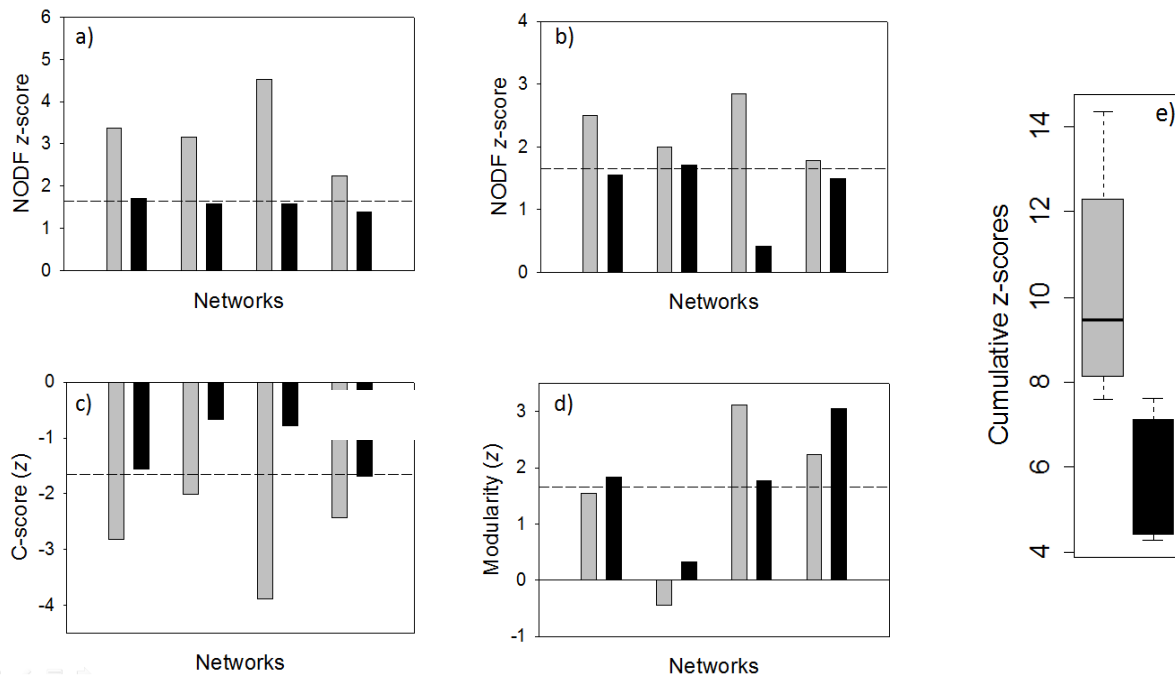 a)
NODF z-score
6
5
4
3
2
1
0
Networks
b)
NODF z-score
4
3
2
1
0
Networks
c)
C-score (z)
0
-1
-2
-3
-4
Networks
d)
Modularity (z)
3
2
1
0
-1
Networks
e)
Cumulative z-scores
14
12
10
8
6
4